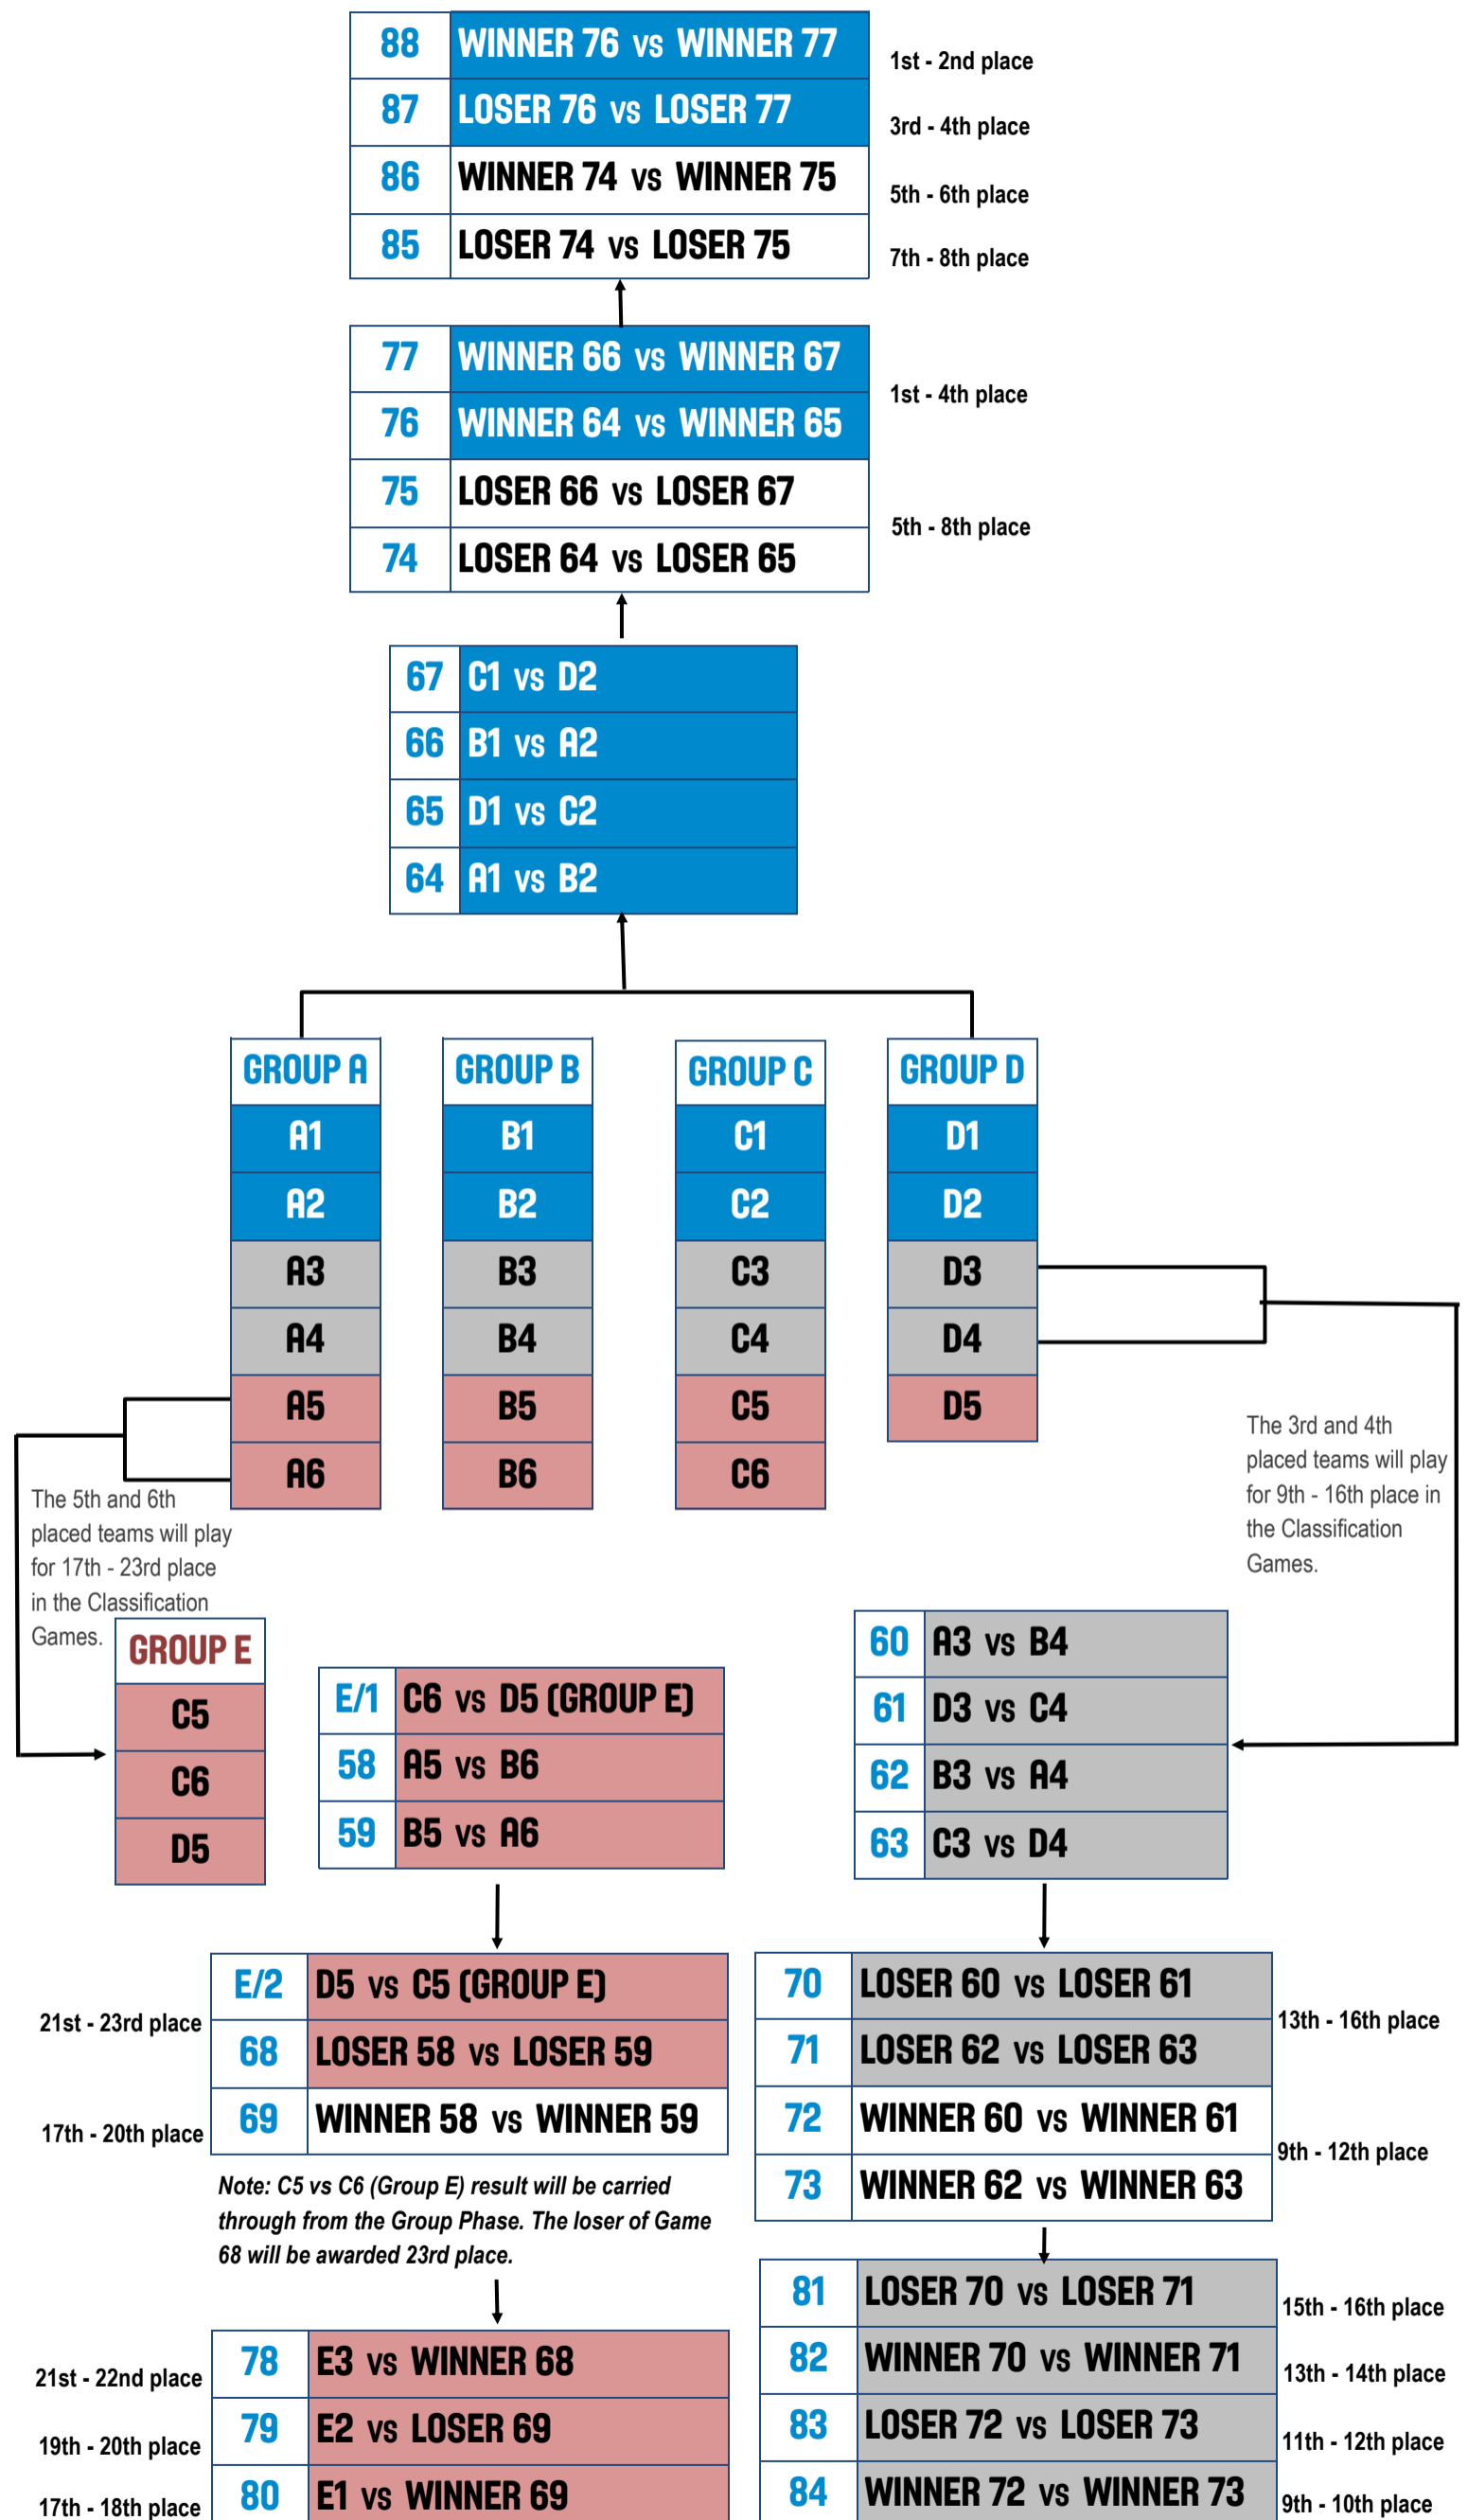 88 WINNER 76 vs WINNER 77
1st - 2nd place
87 LOSER 76 vs LOSER 77
3rd - 4th place
86 WINNER 74 vs WINNER 75
5th - 6th place
85 LOSER 74 vs LOSER 75
7th - 8th place
77 WINNER 66 vs WINNER 67
1st - 4th place
76 WINNER 64 vs WINNER 65
75 LOSER 66 vs LOSER 67
5th - 8th place
74 LOSER 64 vs LOSER 65
67 C1 vs D2
66 B1 vs A2
65 D1 vs C2
64 A1 vs B2
GROUP A GROUP B GROUP C GROUP D
A1 B1 C1 D1
A2 B2 C2 D2
A3 B3 C3 D3
A4 B4 C4 D4
A5 B5 C5 D5
A6 B6 C6
The 3rd and 4th
placed teams will play
for 9th - 16th place in
the Classification
Games.
The 5th and 6th
placed teams will play
for 17th - 23rd place
in the Classification
Games.
GROUP E
C5
C6
D5
E/1 C6 vs D5 (GROUP E)
58 A5 vs B6
59 B5 vs A6
60 A3 vs B4
61 D3 vs C4
62 B3 vs A4
63 C3 vs D4
E/2 D5 vs C5 (GROUP E)
21st - 23rd place
68 LOSER 58 vs LOSER 59
69 WINNER 58 vs WINNER 59
17th - 20th place
70 LOSER 60 vs LOSER 61
13th - 16th place
71 LOSER 62 vs LOSER 63
72 WINNER 60 vs WINNER 61
9th - 12th place
73 WINNER 62 vs WINNER 63
Note: C5 vs C6 (Group E) result will be carried
through from the Group Phase. The loser of Game
68 will be awarded 23rd place.
78 E3 vs WINNER 68
21st - 22nd place
79 E2 vs LOSER 69
19th - 20th place
80 E1 vs WINNER 69
17th - 18th place
81 LOSER 70 vs LOSER 71
15th - 16th place
82 WINNER 70 vs WINNER 71
13th - 14th place
83 LOSER 72 vs LOSER 73
11th - 12th place
84 WINNER 72 vs WINNER 73
9th - 10th place